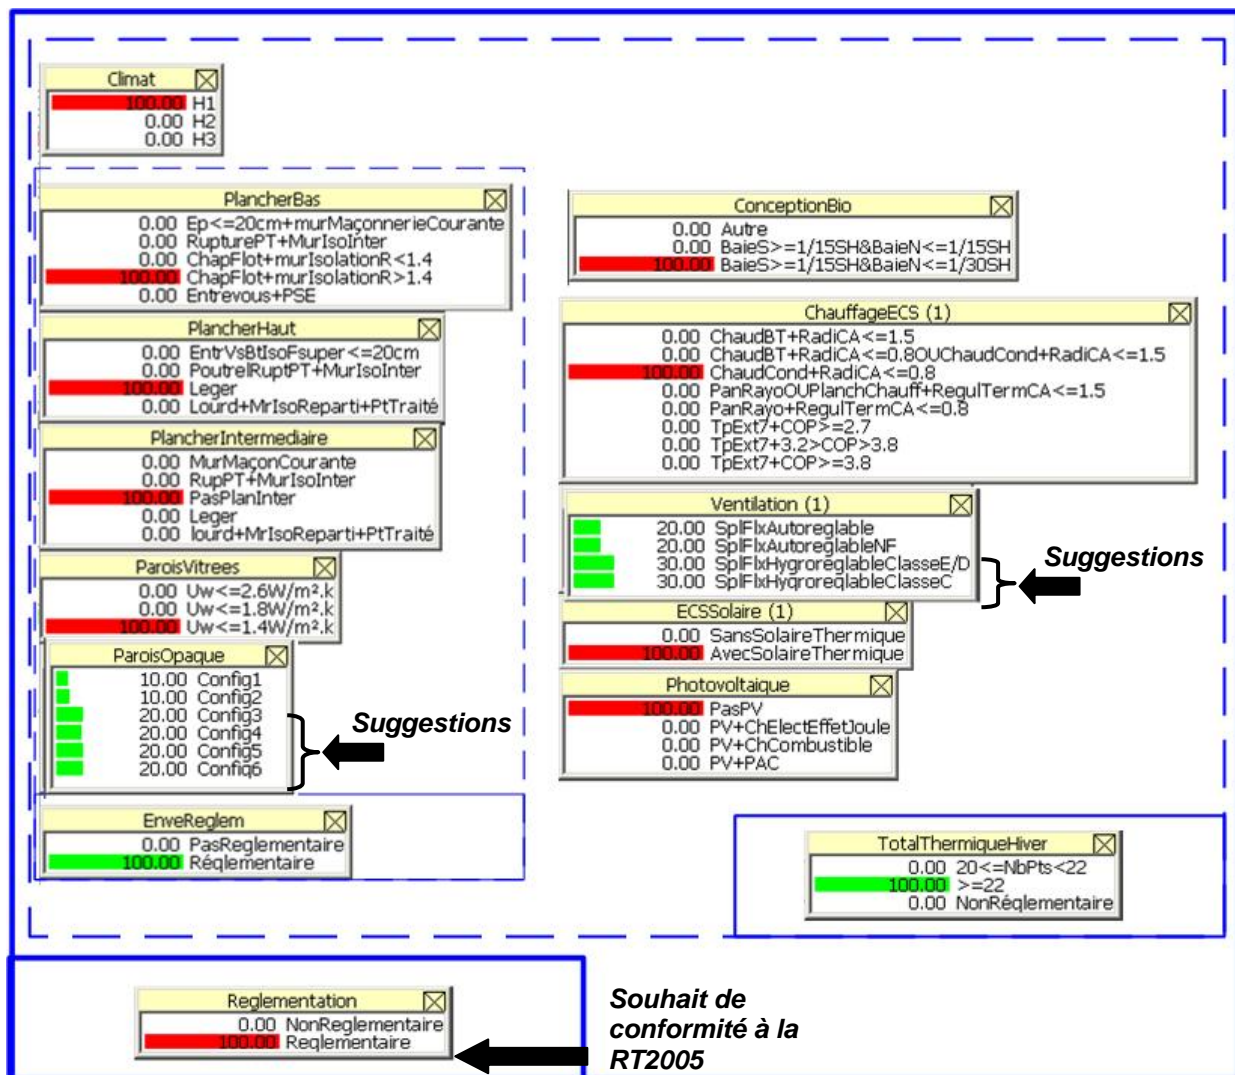 Climat
100.00 H1
0.00 H2
0.00 H3
PlancherBas
0.00 Ep<=20cm+murMaçonnerieCourante
0.00 RupturePT+MurIsoInter
0.00 ChapFlot+murIsolationR<1.4
100.00 ChapFlot+murIsolationR>1.4
0.00 Entrevous+PSE
PlancherHaut
0.00 EntrVsBtIsoFsuper<=20cm
0.00 PoutrelRuptPT+MurIsoInter
100.00 Leger
0.00 Lourd+MrIsoReparti+PtTraité
PlancherIntermediaire
0.00 MurMaçonCourante
0.00 RupPT+MurIsoInter
100.00 PasPlanInter
0.00 Leger
0.00 lourd+MrIsoReparti+PtTraité
ParoisVitrees
0.00 Uw<=2.6W/m².k
0.00 Uw<=1.8W/m².k
100.00 Uw<=1.4W/m².k
ParoisOpaque
10.00 Config1
10.00 Config2
20.00 Config3
20.00 Config4
20.00 Config5
20.00 Config6
Suggestions
EnveReglem
0.00 PasReglementaire
100.00 Réglementaire
ConceptionBio
0.00 Autre
0.00 BaieS>=1/15SH&BaieN<=1/15SH
100.00 BaieS>=1/15SH&BaieN<=1/30SH
ChauffageECS (1)
0.00 ChaudBT+RadiCA<=1.5
0.00 ChaudBT+RadiCA<=0.8OUChaudCond+RadiCA<=1.5
100.00 ChaudCond+RadiCA<=0.8
0.00 PanRayoOUPlanchChauff+RegulTermCA<=1.5
0.00 PanRayo+RegulTermCA<=0.8
0.00 TpExt7+COP>=2.7
0.00 TpExt7+3.2>COP>3.8
0.00 TpExt7+COP>=3.8
Ventilation (1)
20.00 SplFlxAutoreglable
20.00 SplFlxAutoreglableNF
30.00 SplFlxHygroreglableClasseE/D
30.00 SplFlxHygroreglableClasseC
Suggestions
ECSSolaire (1)
0.00 SansSolaireThermique
100.00 AvecSolaireThermique
Photovoltaique
100.00 PasPV
0.00 PV+ChElectEffetJoule
0.00 PV+ChCombustible
0.00 PV+PAC
TotalThermiqueHiver
0.00 20<=NbPts<22
100.00 >=22
0.00 NonRéglementaire
Reglementation
0.00 NonReglementaire
100.00 Reglementaire
Souhait de
conformité à la
RT2005